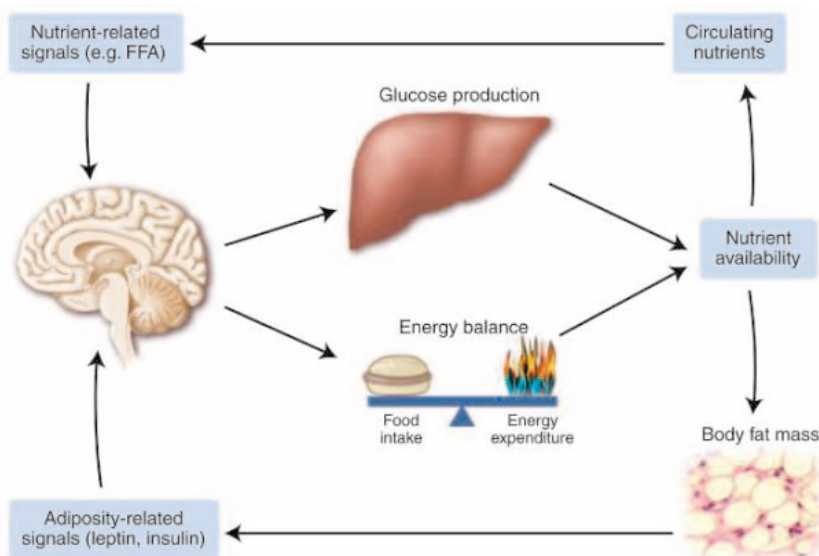 Nutrient-related
signals (e.g. FFA)
Circulating
nutrients
Glucose production
Nutrient
availability
Energy balance
Food
intake
Energy
expenditure
Body fat mass
Adiposity-related
signals (leptin, insulin)